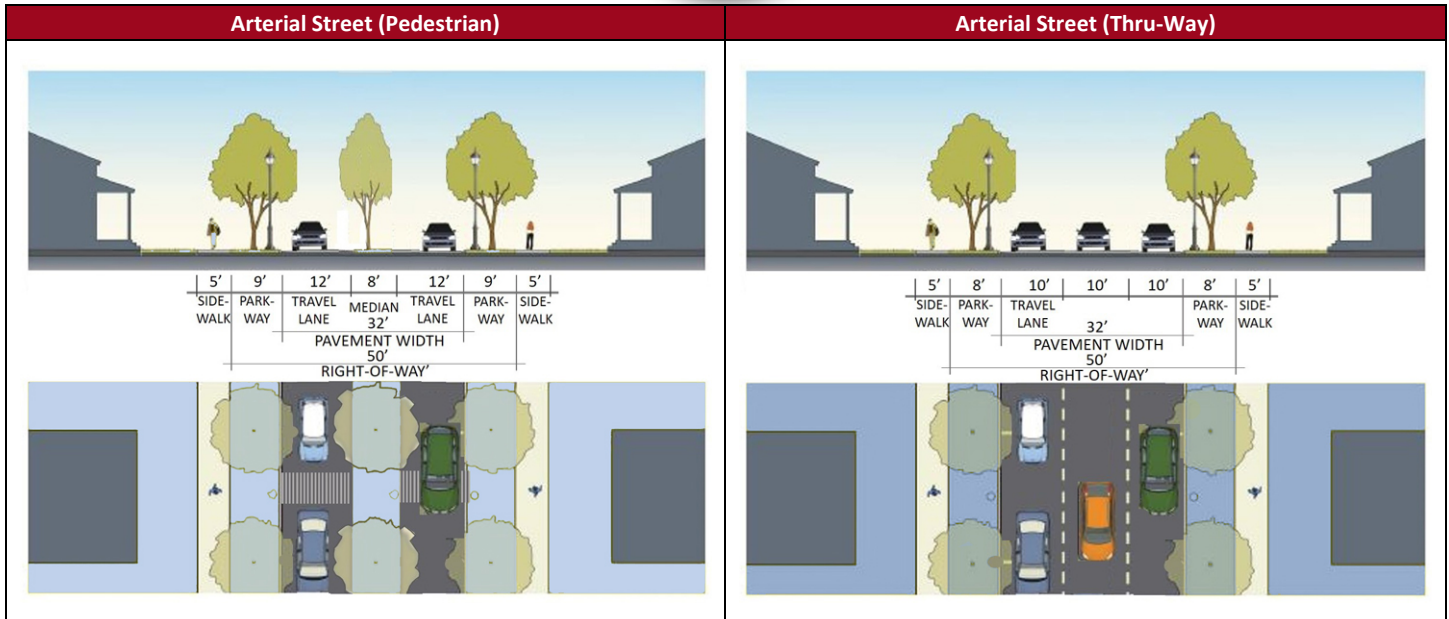 Arterial Street (Pedestrian)
5’ 9’ 12’ 8’ 12’ 9’ 5’
SIDE- PARK- TRAVEL MEDIAN TRAVEL PARK- SIDE-
WALK WAY LANE 32’ LANE WAY WALK
PAVEMENT WIDTH
50’
RIGHT-OF-WAY’
Arterial Street (Thru-Way)
5’ 8’ 10’ 10’ 10’ 8’ 5’
SIDE- PARK- TRAVEL PARK- SIDE-
WALK WAY LANE 32’ WAY WALK
PAVEMENT WIDTH
50’
RIGHT-OF-WAY’